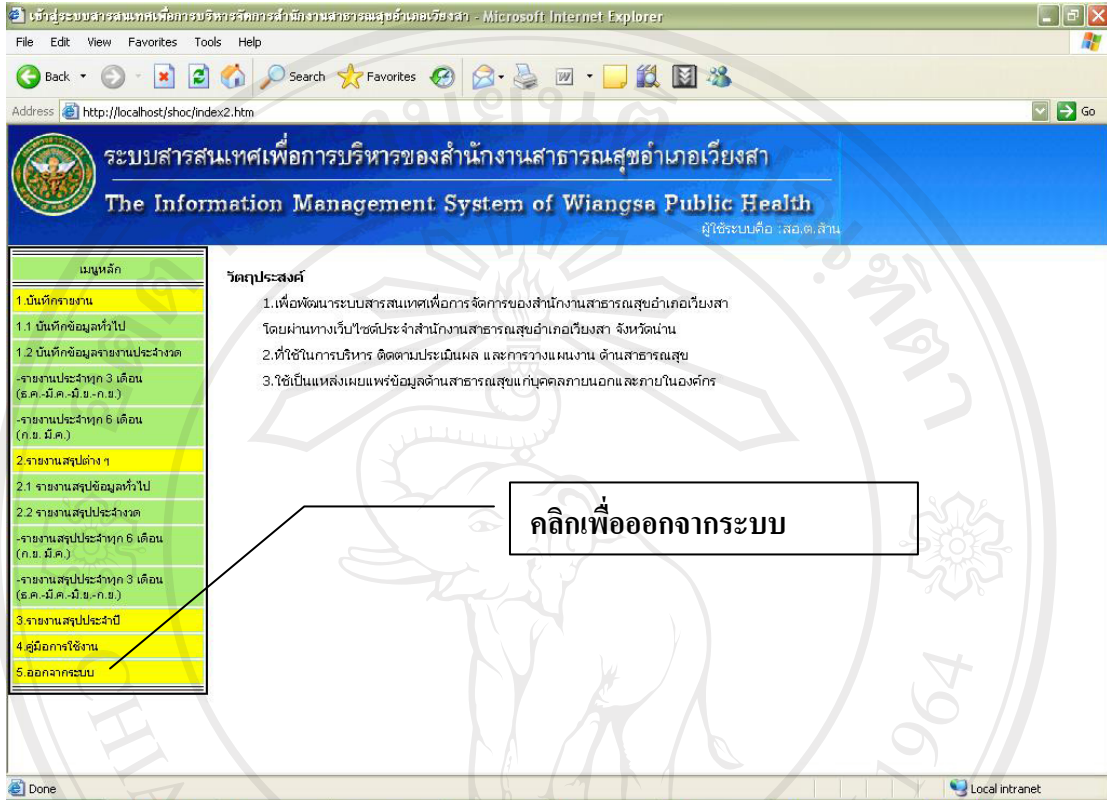 เข้าสู่ระบบสารสนเทศเพื่อการบริหารจัดการสำนักงานสาธารณสุขอำเภอเวียงสา - Microsoft Internet Explorer
File Edit View Favorites Tools Help
Back Search Favorites
Address http://localhost/shoc/index2.htm Go
ระบบสารสนเทศเพื่อการบริหารของสำนักงานสาธารณสุขอำเภอเวียงสา
The Information Management System of Wiangsa Public Health
ผู้ใช้ระบบคือ :สอ.ต.ส้าน
เมนูหลัก
1.บันทึกรายงาน
1.1 บันทึกข้อมูลทั่วไป
1.2 บันทึกข้อมูลรายงานประจำงวด
-รายงานประจำทุก 3 เดือน
(ธ.ค.-มี.ค.-มิ.ย.-ก.ย.)
-รายงานประจำทุก 6 เดือน
(ก.ย. มี.ค.)
2.รายงานสรุปต่าง ๆ
2.1 รายงานสรุปข้อมูลทั่วไป
2.2 รายงานสรุปประจำงวด
-รายงานสรุปประจำทุก 6 เดือน
(ก.ย. มี.ค.)
-รายงานสรุปประจำทุก 3 เดือน
(ธ.ค.-มี.ค.-มิ.ย.-ก.ย.)
3.รายงานสรุปประจำปี
4.คู่มือการใช้งาน
5.ออกจากระบบ
วัตถุประสงค์
1.เพื่อพัฒนาระบบสารสนเทศเพื่อการจัดการของสำนักงานสาธารณสุขอำเภอเวียงสา
โดยผ่านทางเว็บไซต์ประจำสำนักงานสาธารณสุขอำเภอเวียงสา จังหวัดน่าน
2.ที่ใช้ในการบริหาร ติดตามประเมินผล และการวางแผนงาน ด้านสาธารณสุข
3.ใช้เป็นแหล่งเผยแพร่ข้อมูลด้านสาธารณสุขแก่บุคคลภายนอกและภายในองค์กร
คลิกเพื่อออกจากระบบ
1964
Done Local intranet